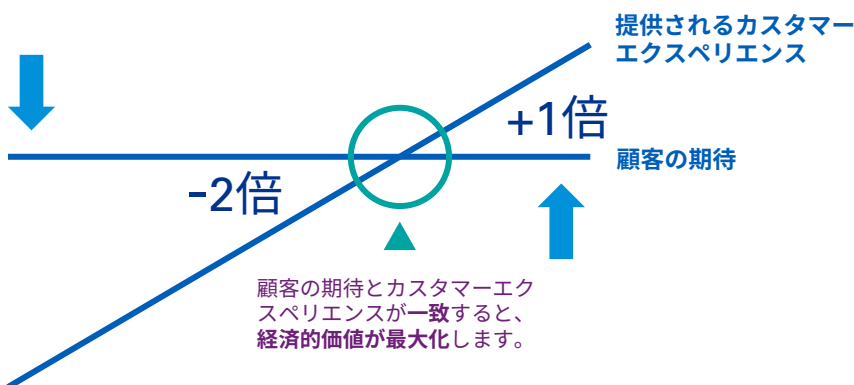 提供されるカスタマー
エクスペリエンス
+1倍
顧客の期待
-2倍
顧客の期待とカスタマーエク
スペリエンスが一致すると、
経済的価値が最大化します。